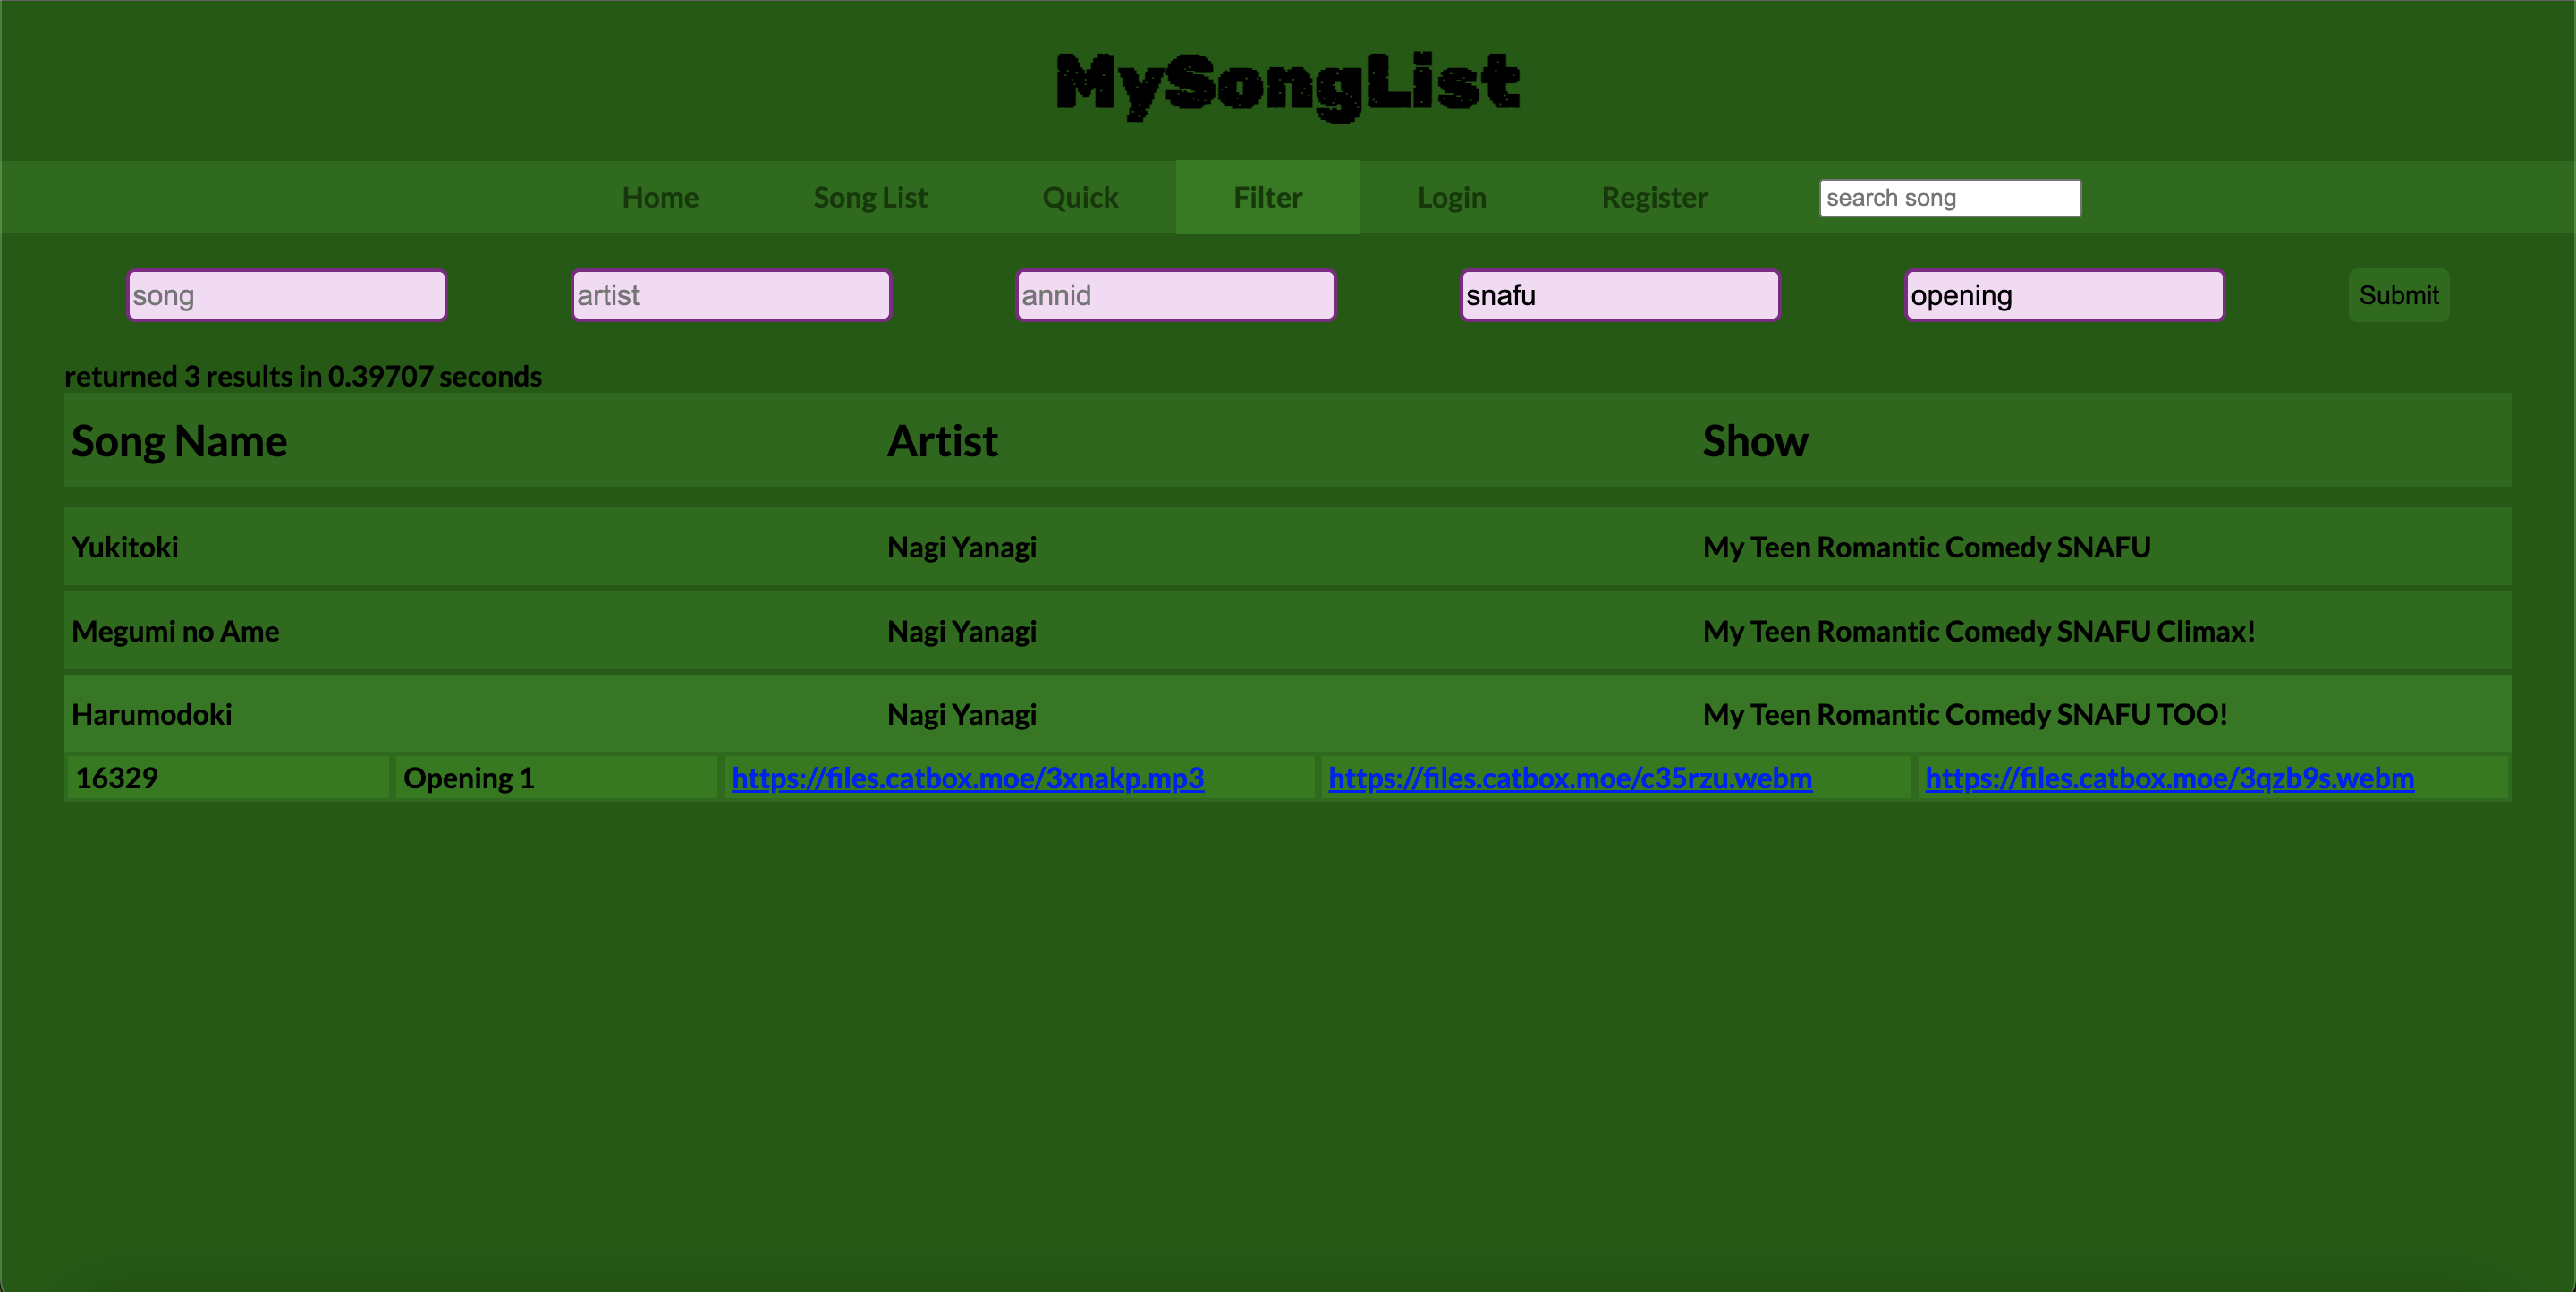 MySongList
Home Song List Quick Filter Login Register search song
song artist annid snafu opening Submit
returned 3 results in 0.39707 seconds
Song Name Artist Show
Yukitoki Nagi Yanagi My Teen Romantic Comedy SNAFU
Megumi no Ame Nagi Yanagi My Teen Romantic Comedy SNAFU Climax!
Harumodoki Nagi Yanagi My Teen Romantic Comedy SNAFU TOO!
16329 Opening 1 https://files.catbox.moe/3xnakp.mp3 https://files.catbox.moe/c35rzu.webm https://files.catbox.moe/3qzb9s.webm